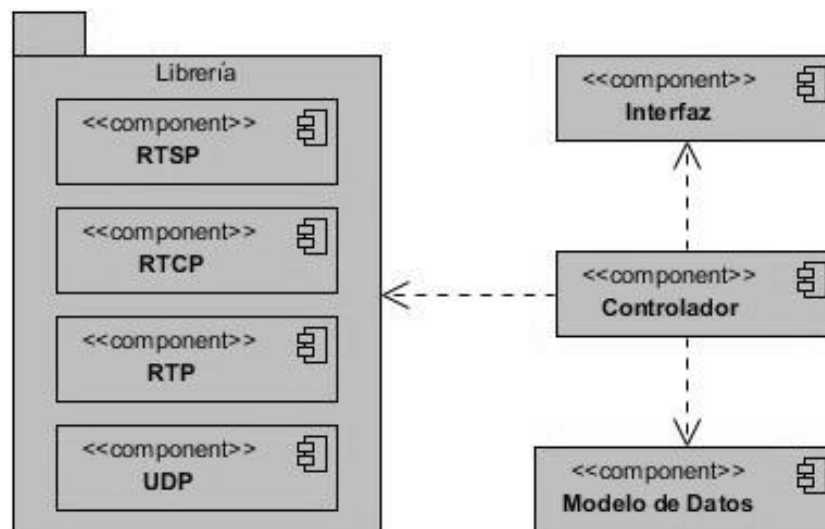 Librería
<<component>>
RTSP
<<component>>
RTCP
<<component>>
RTP
<<component>>
UDP
<<component>>
Interfaz
<<component>>
Controlador
<<component>>
Modelo de Datos